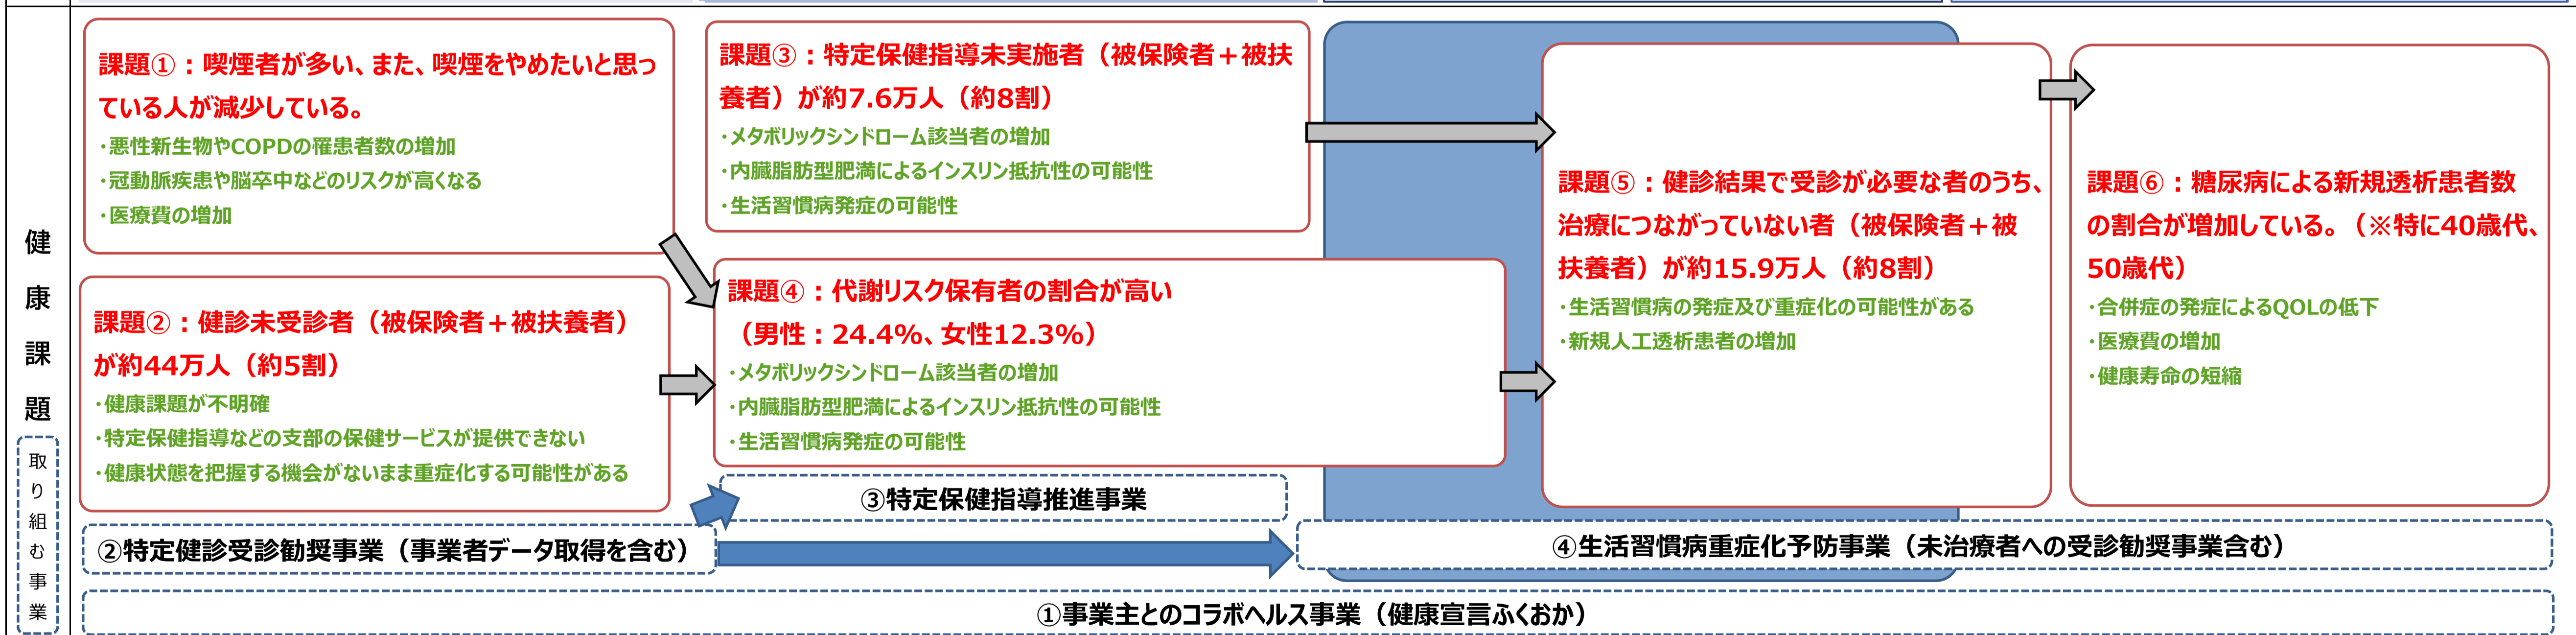 健康課題
取り組む事業
課題①：喫煙者が多い、また、喫煙をやめたいと思っ
ている人が減少している。
・悪性新生物やCOPDの罹患者数の増加
・冠動脈疾患や脳卒中などのリスクが高くなる
・医療費の増加
課題②：健診未受診者（被保険者＋被扶養者）
が約44万人（約5割）
・健康課題が不明確
・特定保健指導などの支部の保健サービスが提供できない
・健康状態を把握する機会がないまま重症化する可能性がある
課題③：特定保健指導未実施者（被保険者＋被扶
養者）が約7.6万人（約8割）
・メタボリックシンドローム該当者の増加
・内臓脂肪型肥満によるインスリン抵抗性の可能性
・生活習慣病発症の可能性
課題④：代謝リスク保有者の割合が高い
（男性：24.4%、女性12.3%）
・メタボリックシンドローム該当者の増加
・内臓脂肪型肥満によるインスリン抵抗性の可能性
・生活習慣病発症の可能性
課題⑤：健診結果で受診が必要な者のうち、
治療につながっていない者（被保険者＋被
扶養者）が約15.9万人（約8割）
・生活習慣病の発症及び重症化の可能性がある
・新規人工透析患者の増加
課題⑥：糖尿病による新規透析患者数
の割合が増加している。（※特に40歳代、
50歳代）
・合併症の発症によるQOLの低下
・医療費の増加
・健康寿命の短縮
③特定保健指導推進事業
②特定健診受診勧奨事業（事業者データ取得を含む）
④生活習慣病重症化予防事業（未治療者への受診勧奨事業含む）
①事業主とのコラボヘルス事業（健康宣言ふくおか）